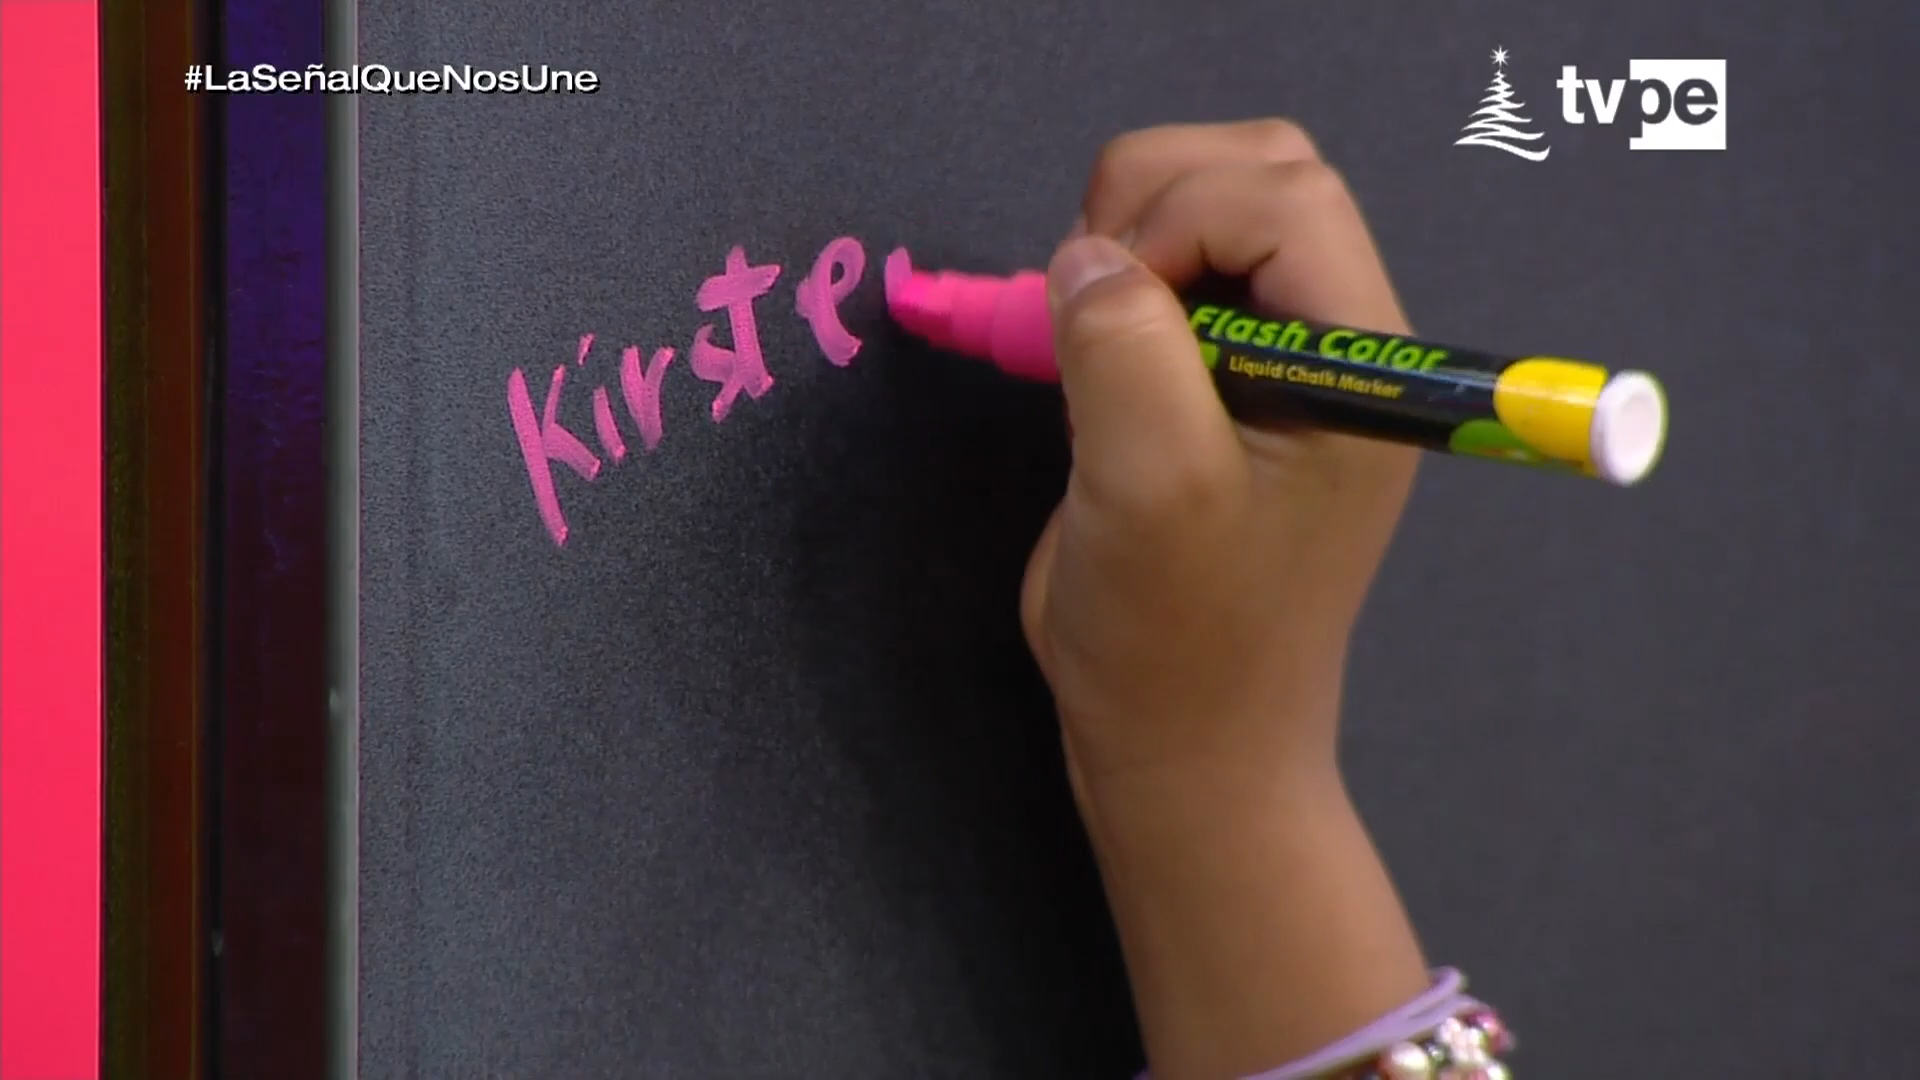 #LaSeñalQueNosUne
tvpe
Kirste
Flash Color
Liquid Chalk Marker